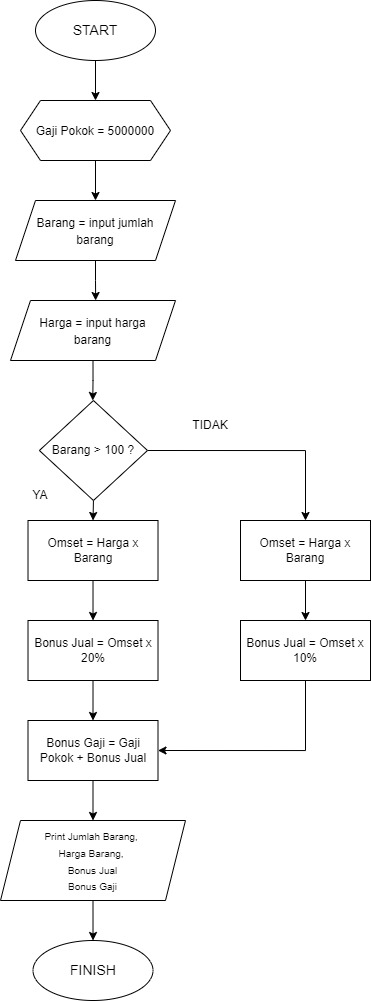 START
Gaji Pokok = 5000000
Barang = input jumlah
barang
Harga = input harga
barang
Barang > 100 ?
TIDAK
YA
Omset = Harga x
Barang
Omset = Harga x
Barang
Bonus Jual = Omset x
20%
Bonus Jual = Omset x
10%
Bonus Gaji = Gaji
Pokok + Bonus Jual
Print Jumlah Barang,
Harga Barang,
Bonus Jual
Bonus Gaji
FINISH